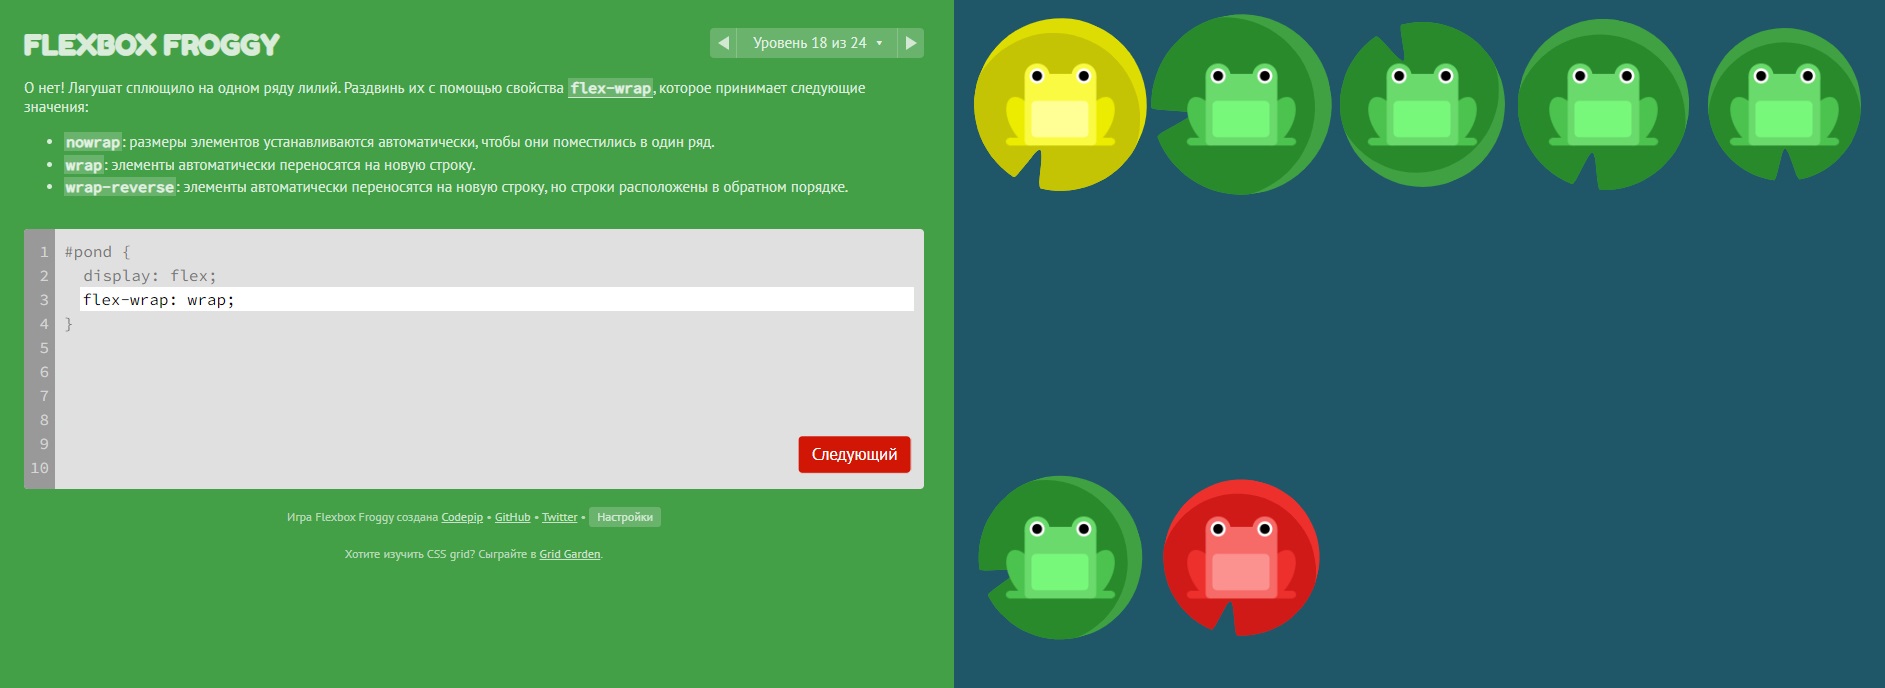 FLEXBOX FROGGY
Уровень 18 из 24
О нет! Лягушат сплющило на одном ряду лилий. Раздвинь их с помощью свойства flex-wrap, которое принимает следующие
значения:
nowrap: размеры элементов устанавливаются автоматически, чтобы они поместились в один ряд.
wrap: элементы автоматически переносятся на новую строку.
wrap-reverse: элементы автоматически переносятся на новую строку, но строки расположены в обратном порядке.
1 #pond {
2 display: flex;
3 flex-wrap: wrap;
4 }
5
6
7
8
9
10
Следующий
Игра Flexbox Froggy создана Codepip • GitHub • Twitter • Настройки
Хотите изучить CSS grid? Сыграйте в Grid Garden.